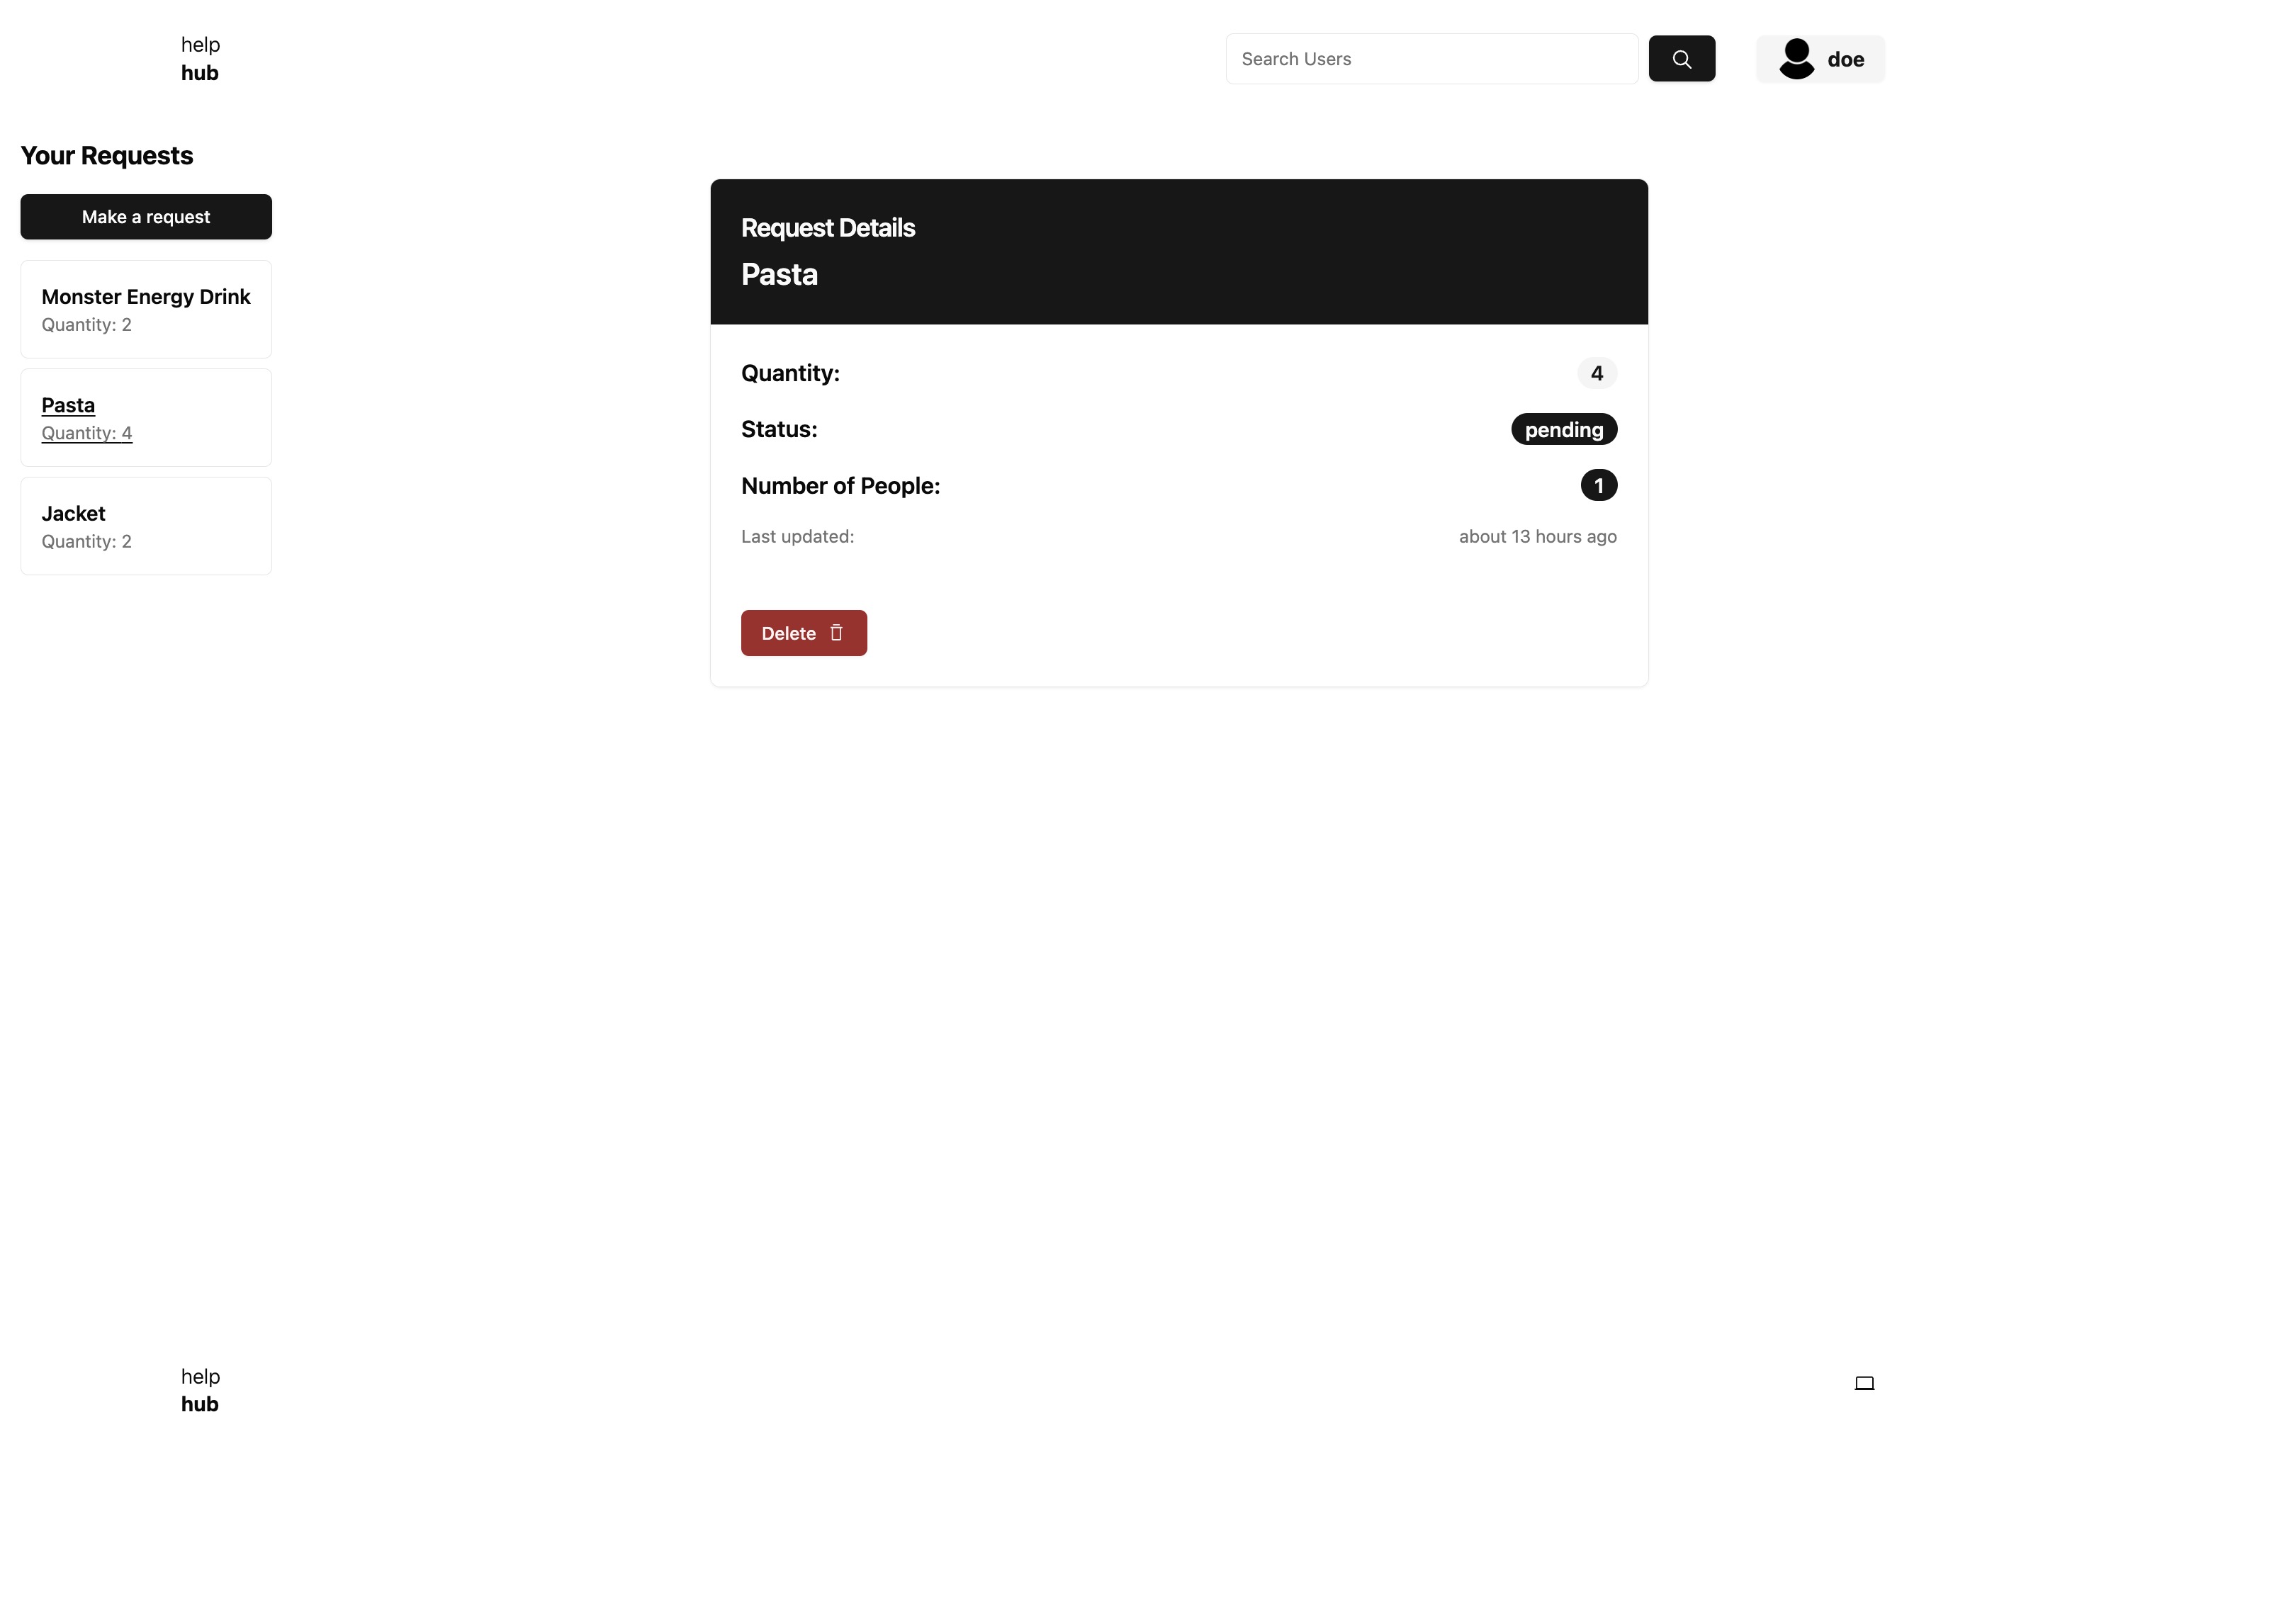 help
hub
Search Users
doe
Your Requests
Make a request
Monster Energy Drink
Quantity: 2
Pasta
Quantity: 4
Jacket
Quantity: 2
Request Details
Pasta
Quantity: 4
Status: pending
Number of People: 1
Last updated: about 13 hours ago
Delete
help
hub